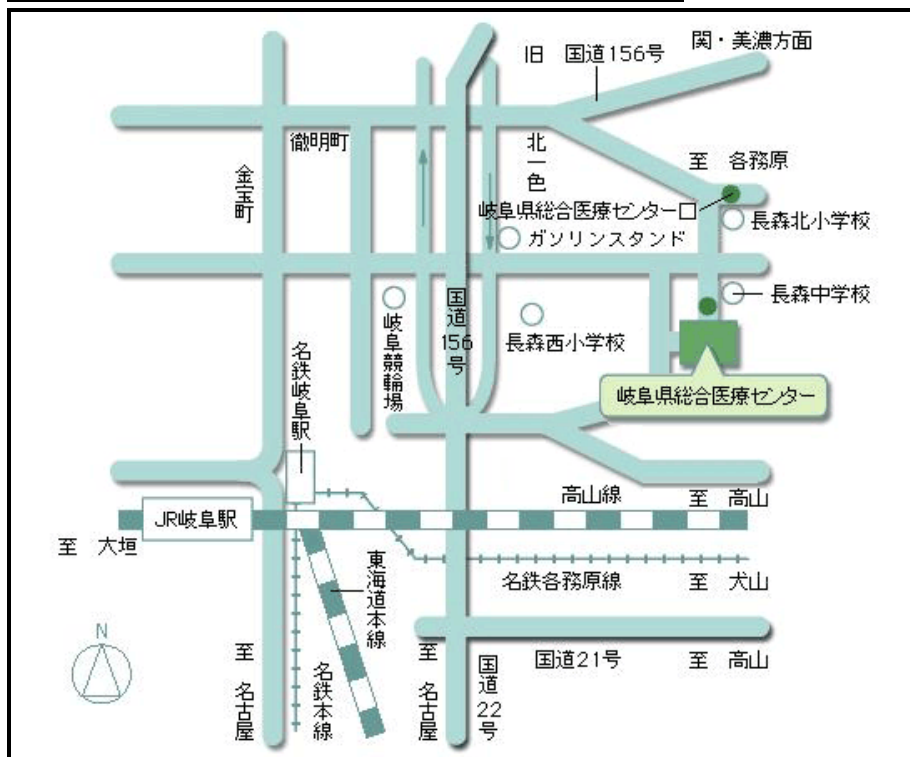 関・美濃方面
旧 国道156号
徹明町
北一色
至 各務原
金宝町
岐阜県総合医療センター口
長森北小学校
ガソリンスタンド
長森中学校
国道156号
岐阜競輪場
長森西小学校
名鉄岐阜駅
岐阜県総合医療センター
高山線
至 高山
JR岐阜駅
至 大垣
名鉄各務原線
至 犬山
東海道本線
N
至 名古屋
名鉄本線
至 名古屋
国道22号
国道21号
至 高山